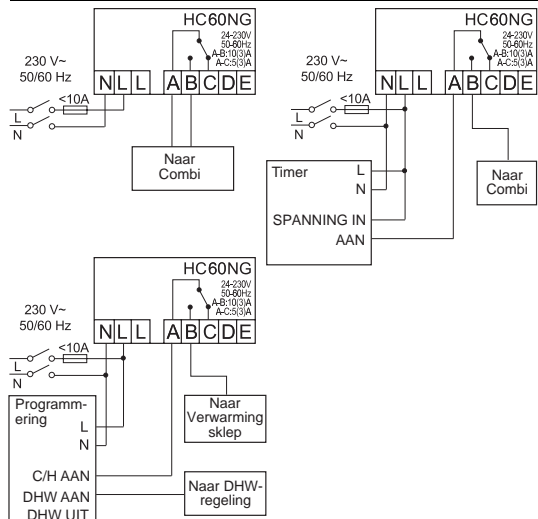 HC60NG
24-230V
50-60Hz
A-B:10(3)A
A-C:5(3)A
230 V~
50/60 Hz
N L L A B C D E
<10A
L
N
Naar
Combi
HC60NG
24-230V
50-60Hz
A-B:10(3)A
A-C:5(3)A
230 V~
50/60 Hz
N L L A B C D E
<10A
L
N
Timer
L
N
SPANNING IN
AAN
Naar
Combi
HC60NG
24-230V
50-60Hz
A-B:10(3)A
A-C:5(3)A
230 V~
50/60 Hz
N L L A B C D E
<10A
L
N
Programm-
ering
L
N
C/H AAN
DHW AAN
DHW UIT
Naar
Verwarming
sklep
Naar DHW-
regeling